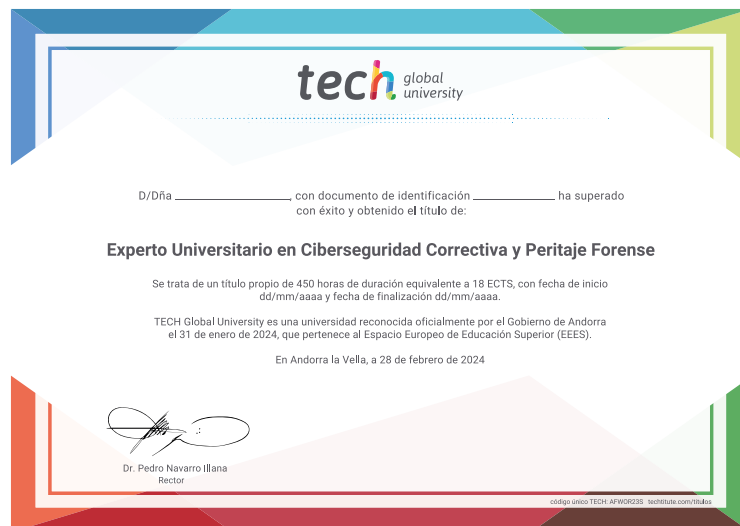 tech global
university
D/Dña ____________________, con documento de identificación ______________ ha superado
con éxito y obtenido el título de:
Experto Universitario en Ciberseguridad Correctiva y Peritaje Forense
Se trata de un título propio de 450 horas de duración equivalente a 18 ECTS, con fecha de inicio
dd/mm/aaaa y fecha de finalización dd/mm/aaaa.
TECH Global University es una universidad reconocida oficialmente por el Gobierno de Andorra
el 31 de enero de 2024, que pertenece al Espacio Europeo de Educación Superior (EEES).
En Andorra la Vella, a 28 de febrero de 2024
Dr. Pedro Navarro Illana
Rector
código único TECH: AFWOR23S techtitute.com/titulos